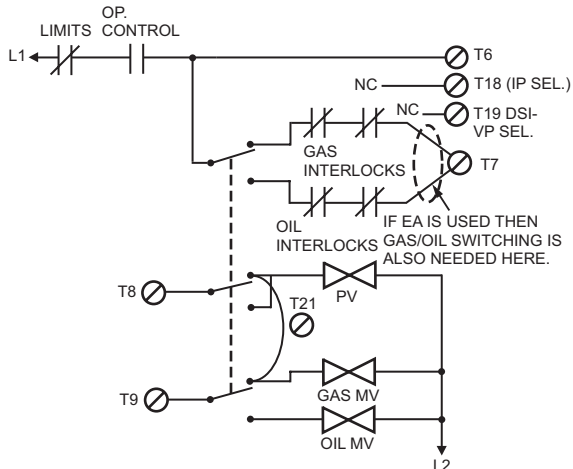 OP.
LIMITS CONTROL
L1
T6
NC
T18 (IP SEL.)
NC
T19 DSI-
VP SEL.
GAS
INTERLOCKS
T7
OIL
INTERLOCKS
IF EA IS USED THEN
GAS/OIL SWITCHING IS
ALSO NEEDED HERE.
T8
T21
PV
T9
GAS MV
OIL MV
L2